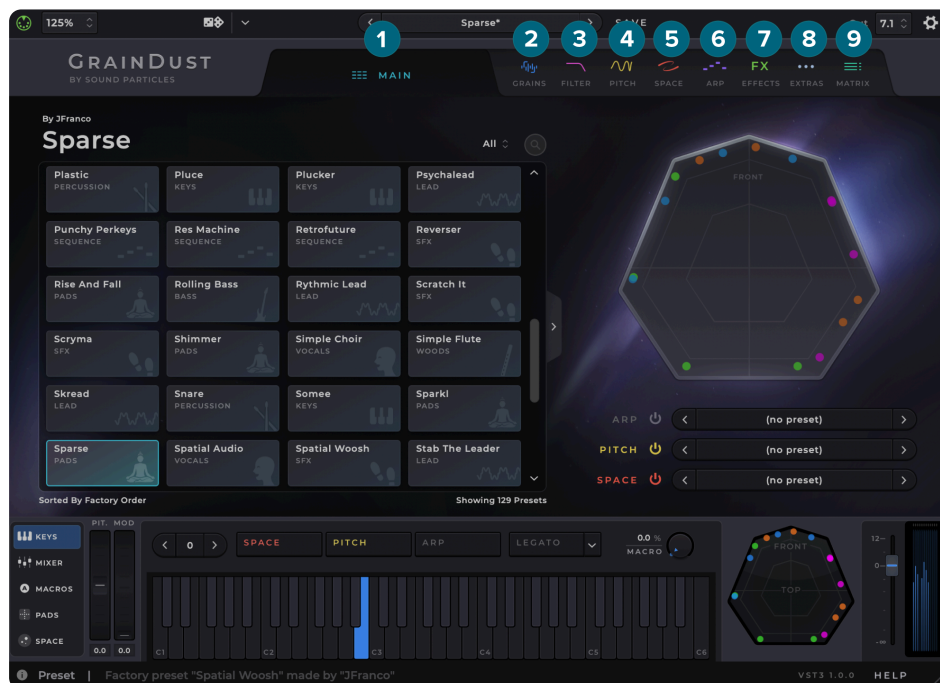 125%
Sparse*
SAVE
7.1
1
2
3
4
5
6
7
8
9
GRAINDUST
BY SOUND PARTICLES
MAIN
FX
GRAINS
FILTER
PITCH
SPACE
ARP
EFFECTS
EXTRAS
MATRIX
By JFranco
Sparse
All
FRONT
Plastic
PERCUSSION
Pluce
KEYS
Plucker
KEYS
Psychalead
LEAD
Punchy Perkeys
SEQUENCE
Res Machine
SEQUENCE
Retrofuture
SEQUENCE
Reverser
SFX
Rise And Fall
PADS
Rolling Bass
BASS
Rythmic Lead
LEAD
Scratch It
SFX
Scryma
SFX
Shimmer
PADS
Simple Choir
VOCALS
Simple Flute
WOODS
Skread
LEAD
Snare
PERCUSSION
Somee
KEYS
Sparkl
PADS
Sparse
PADS
Spatial Audio
VOCALS
Spatial Woosh
SFX
Stab The Leader
LEAD
Sorted By Factory Order
Showing 129 Presets
ARP
(no preset)
PITCH
(no preset)
SPACE
(no preset)
KEYS
MIXER
A MACROS
PADS
SPACE
PIT. MOD
0.0 0.0
0
SPACE
PITCH
ARP
LEGATO
0.0 %
MACRO
C1
C2
C3
C4
C5
C6
FRONT
TOP
12-
0-
-∞
Preset | Factory preset "Spatial Woosh" made by "JFranco"
VST3 1.0.0
HELP